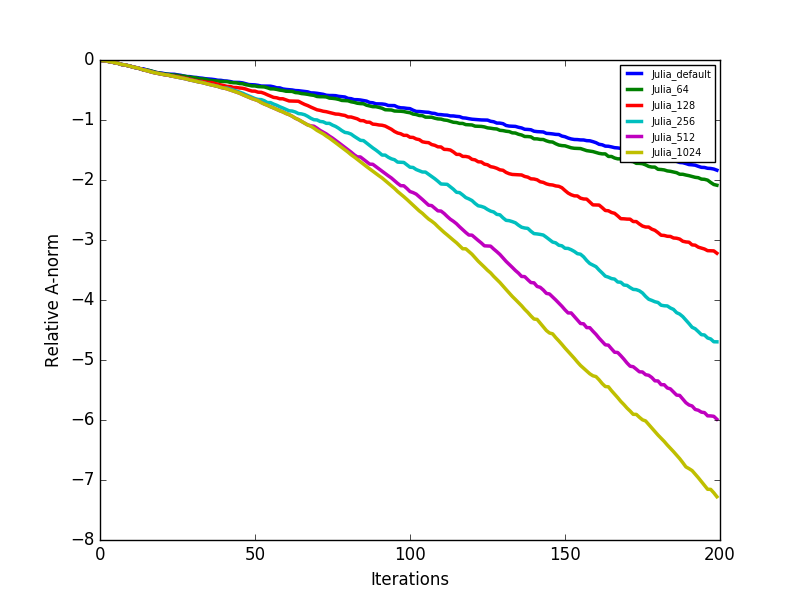 0
−1
−2
−3
−4
−5
−6
−7
−8
Relative A-norm
0
50
100
150
200
Iterations
Julia_default
Julia_64
Julia_128
Julia_256
Julia_512
Julia_1024